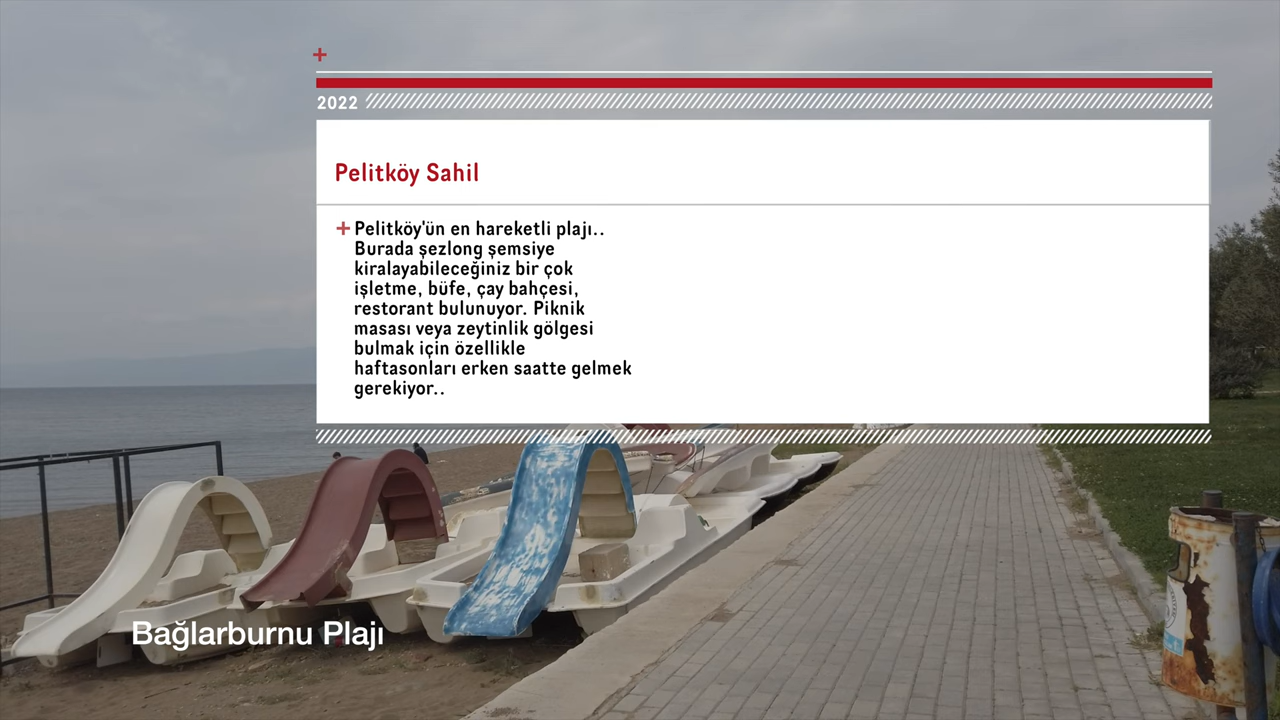 2022
Pelitköy Sahil
Pelitköy'ün en hareketli plajı..
Burada şezlong şemsiye
kiralayabileceğiniz bir çok
işletme, büfe, çay bahçesi,
restorant bulunuyor. Piknik
masası veya zeytinlik gölgesi
bulmak için özellikle
haftasonları erken saatte gelmek
gerekiyor..
Bağlarburnu Plajı